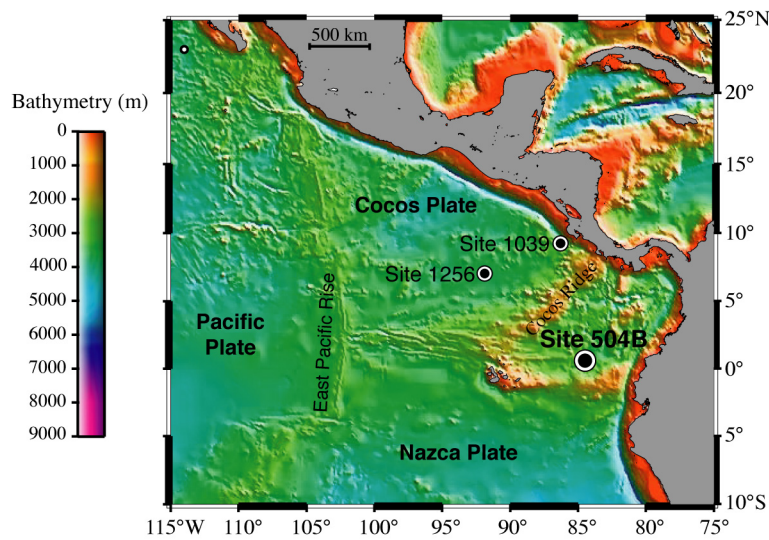 25°N
500 km
Bathymetry (m)
0
1000
2000
3000
4000
5000
6000
7000
8000
9000
20°
15°
10°
5°
0°
5°
10°S
Cocos Plate
Site 1039
Site 1256
Cocos Ridge
Site 504B
Pacific
Plate
East Pacific Rise
Nazca Plate
115°W
110°
105°
100°
95°
90°
85°
80°
75°